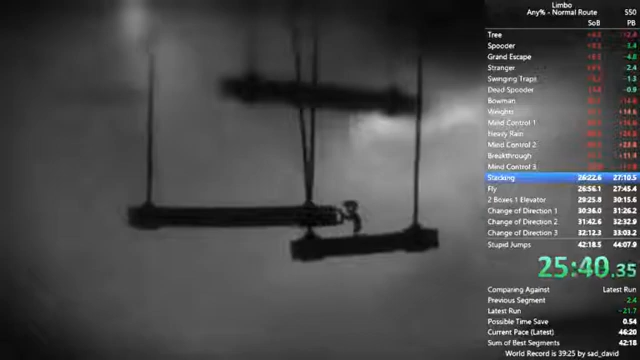 Limbo
Any% - Normal Route 550
SoB PB
Tree
Spooder
Grand Escape
Stranger
Swinging Traps
Dead Spooder
Bowman
Weights
Mind Control 1
Heavy Rain
Mind Control 2
Breakthrough
Mind Control 3
Stacking 26:22.6 27:10.5
Fly 26:56.1 27:45.4
2 Boxes 1 Elevator 29:25.8 30:15.6
Change of Direction 1 30:36.0 31:26.2
Change of Direction 2 31:42.6 32:32.9
Change of Direction 3 32:12.3 33:03.2
Stupid Jumps 42:18.5 44:07.9
25:40.35
Comparing Against Latest Run
Previous Segment 2.4
Latest Run -21.7
Possible Time Save 0.54
Current Pace (Latest) 46:20
Sum of Best Segments 42:18
World Record is 39:25 by sad_david